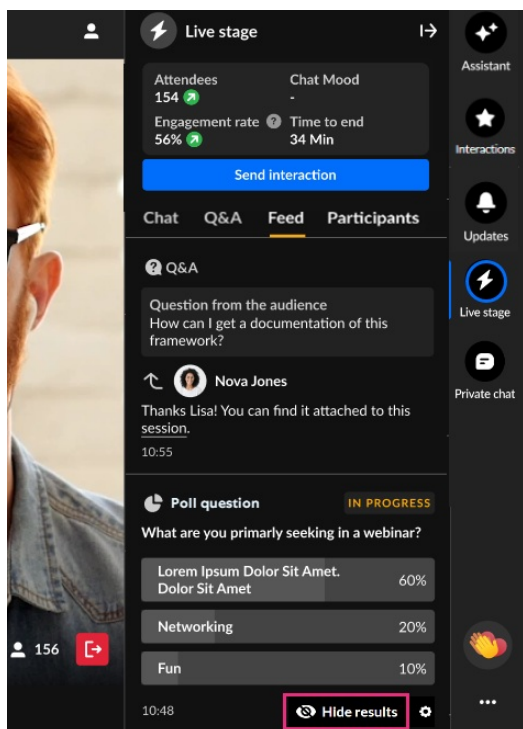 Live stage
Attendees
154
Chat Mood
-
Engagement rate
56%
Time to end
34 Min
Send interaction
Chat Q&A Feed Participants
Q&A
Question from the audience
How can I get a documentation of this
framework?
Nova Jones
Thanks Lisa! You can find it attached to this
session.
10:55
Poll question
IN PROGRESS
What are you primarly seeking in a webinar?
Lorem Ipsum Dolor Sit Amet.
Dolor Sit Amet
60%
Networking 20%
Fun 10%
10:48
Hide results
156
Assistant
Interactions
Updates
Live stage
Private chat